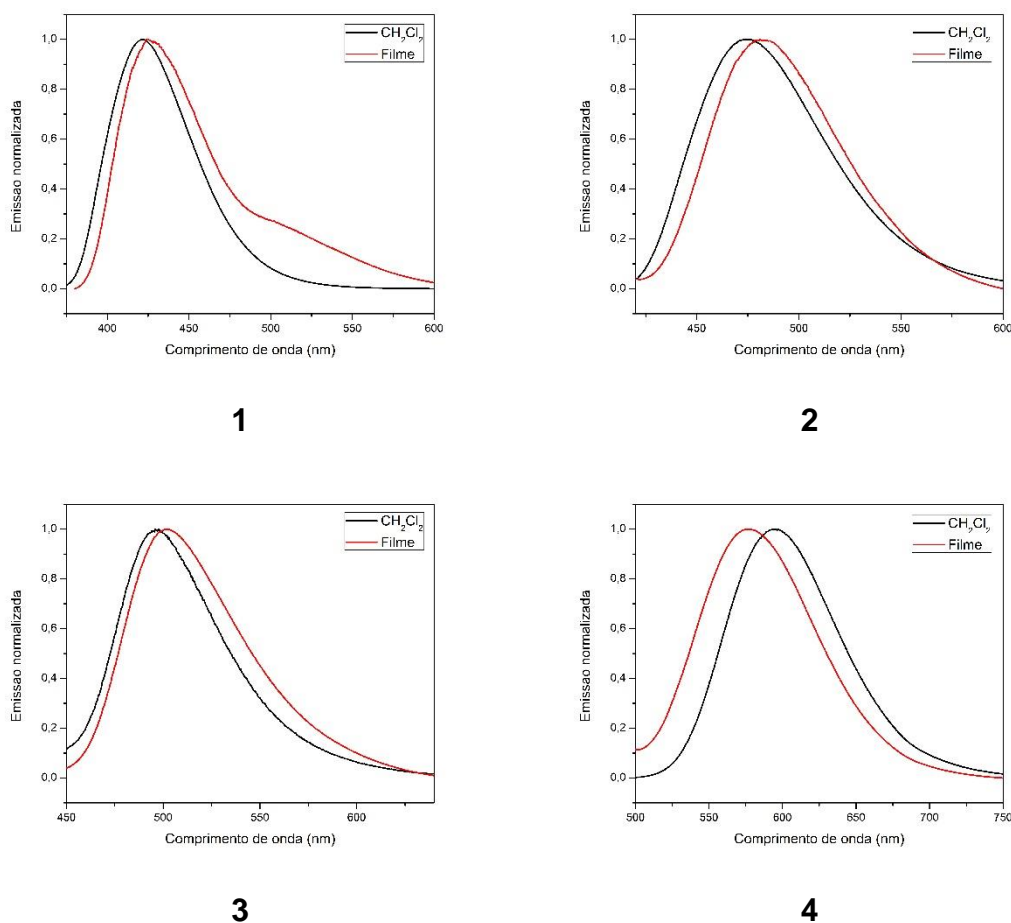 1,0
0,8
0,6
0,4
0,2
0,0
Emissao normalizada
CH2Cl2
Filme
400 450 500 550 600
Comprimento de onda (nm)
1
1,0
0,8
0,6
0,4
0,2
0,0
Emissao normalizada
CH2Cl2
Filme
450 500 550 600
Comprimento de onda (nm)
2
1,0
0,8
0,6
0,4
0,2
0,0
Emissao normalizada
CH2Cl2
Filme
450 500 550 600
Comprimento de onda (nm)
3
1,0
0,8
0,6
0,4
0,2
0,0
Emissao normalizada
CH2Cl2
Filme
500 550 600 650 700 750
Comprimento de onda (nm)
4